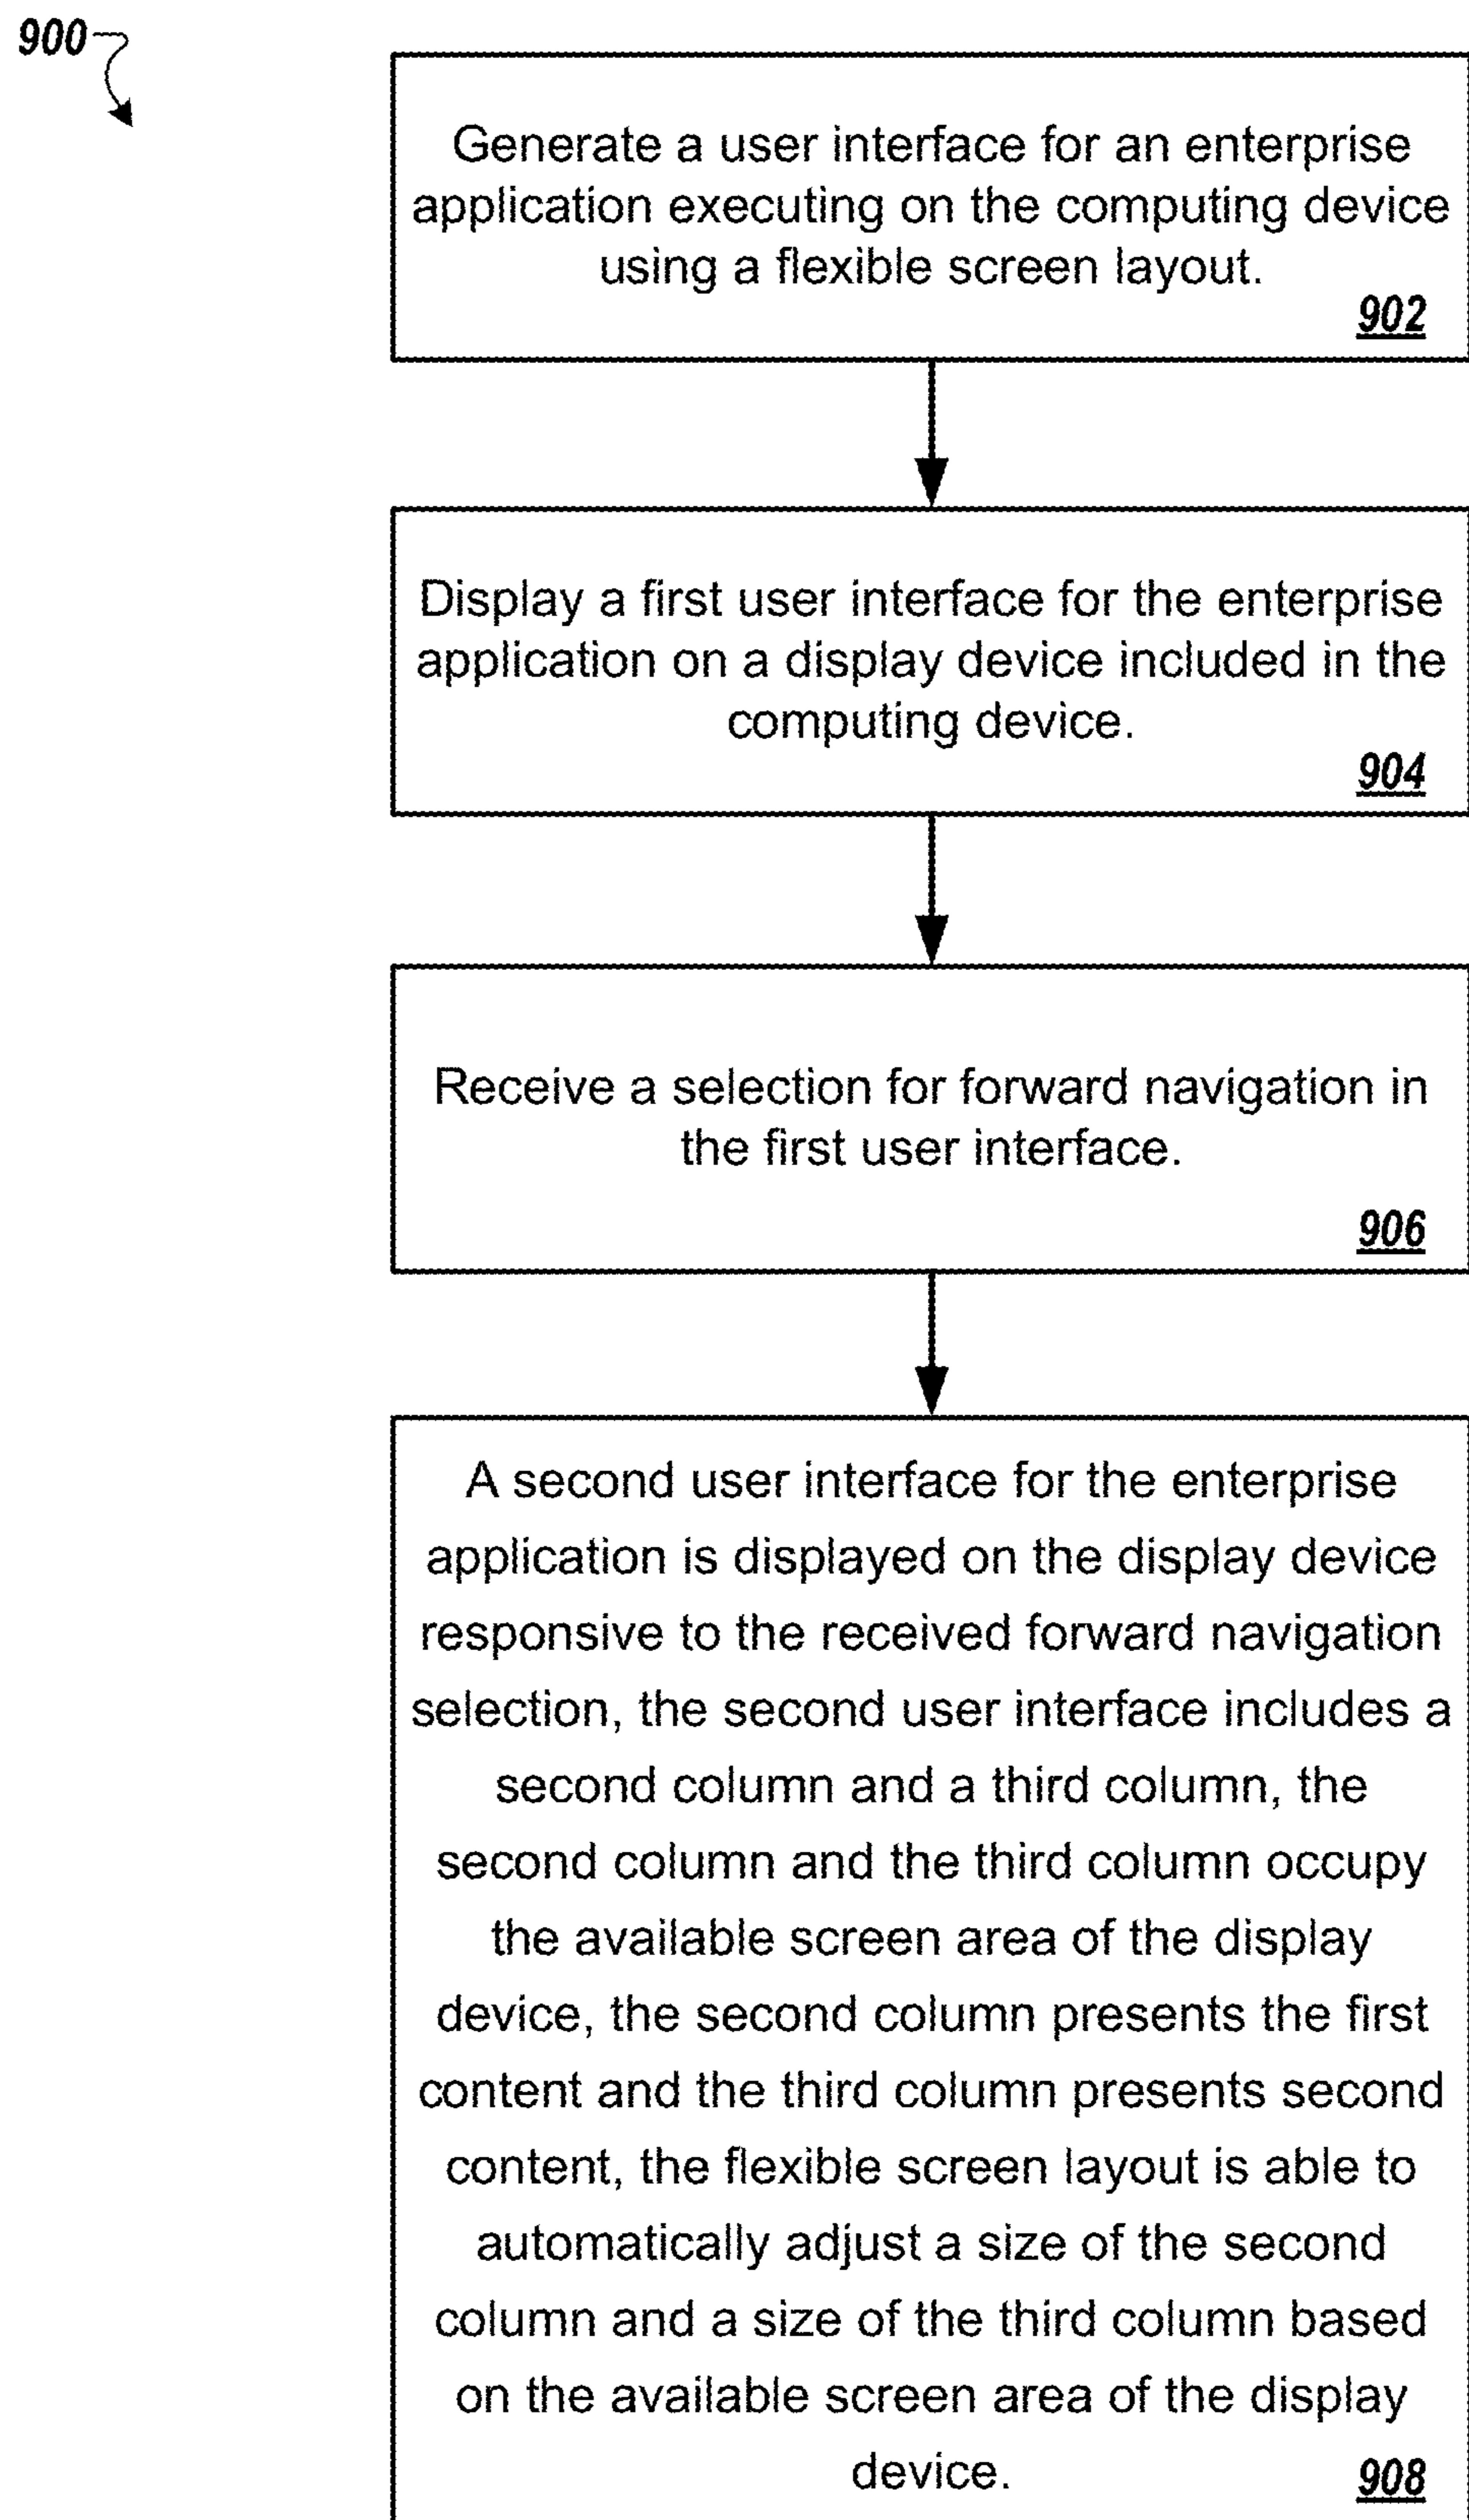 900
Generate a user interface for an enterprise
application executing on the computing device
using a flexible screen layout.
902
Display a first user interface for the enterprise
application on a display device included in the
computing device.
904
Receive a selection for forward navigation in
the first user interface.
906
A second user interface for the enterprise
application is displayed on the display device
responsive to the received forward navigation
selection, the second user interface includes a
second column and a third column, the
second column and the third column occupy
the available screen area of the display
device, the second column presents the first
content and the third column presents second
content, the flexible screen layout is able to
automatically adjust a size of the second
column and a size of the third column based
on the available screen area of the display
device.
908